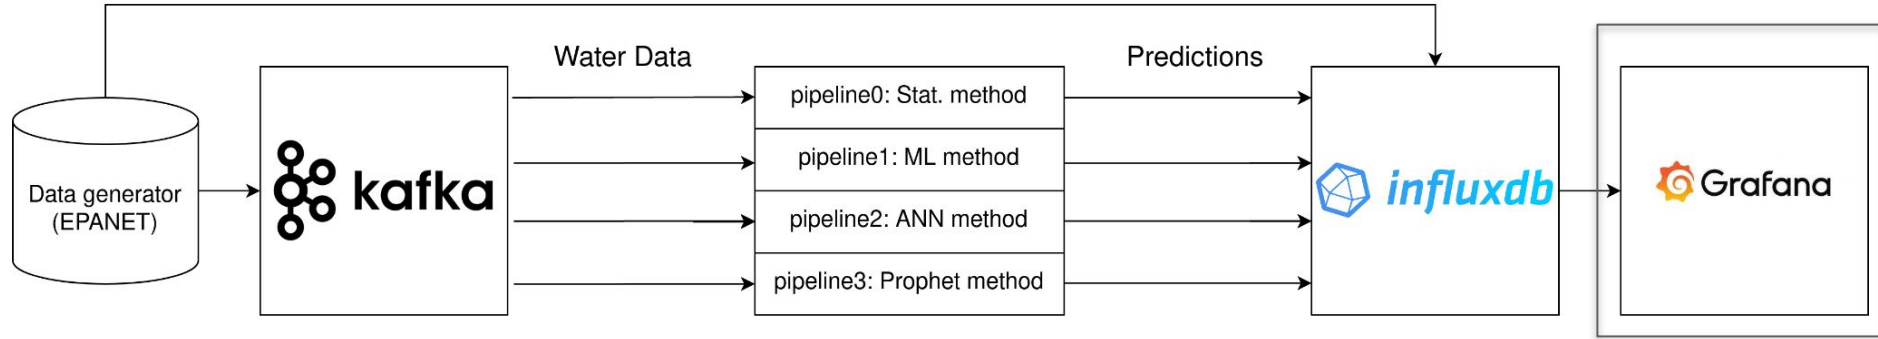 Water Data
Predictions
Data generator
(EPANET)
kafka
pipeline0: Stat. method
pipeline1: ML method
pipeline2: ANN method
pipeline3: Prophet method
influxdb
Grafana